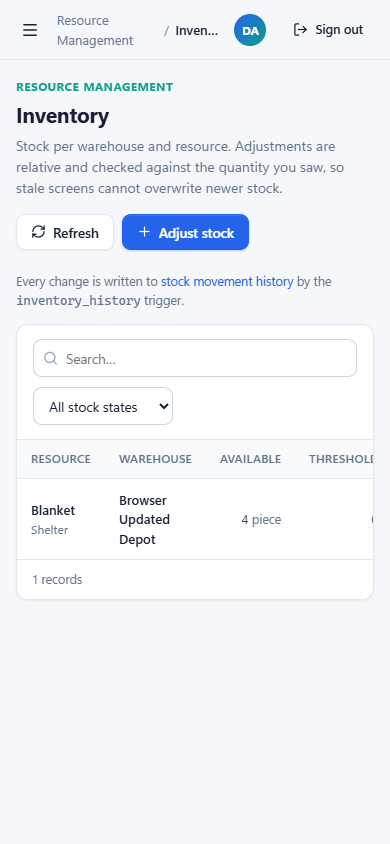 Resource
Management
/ Inven...
DA
Sign out
RESOURCE MANAGEMENT
Inventory
Stock per warehouse and resource. Adjustments are
relative and checked against the quantity you saw, so
stale screens cannot overwrite newer stock.
Refresh
Adjust stock
Every change is written to stock movement history by the
inventory_history trigger.
Search...
All stock states
RESOURCE WAREHOUSE AVAILABLE THRESHOLD
Blanket
Shelter
Browser
Updated
Depot
4 piece
1 records